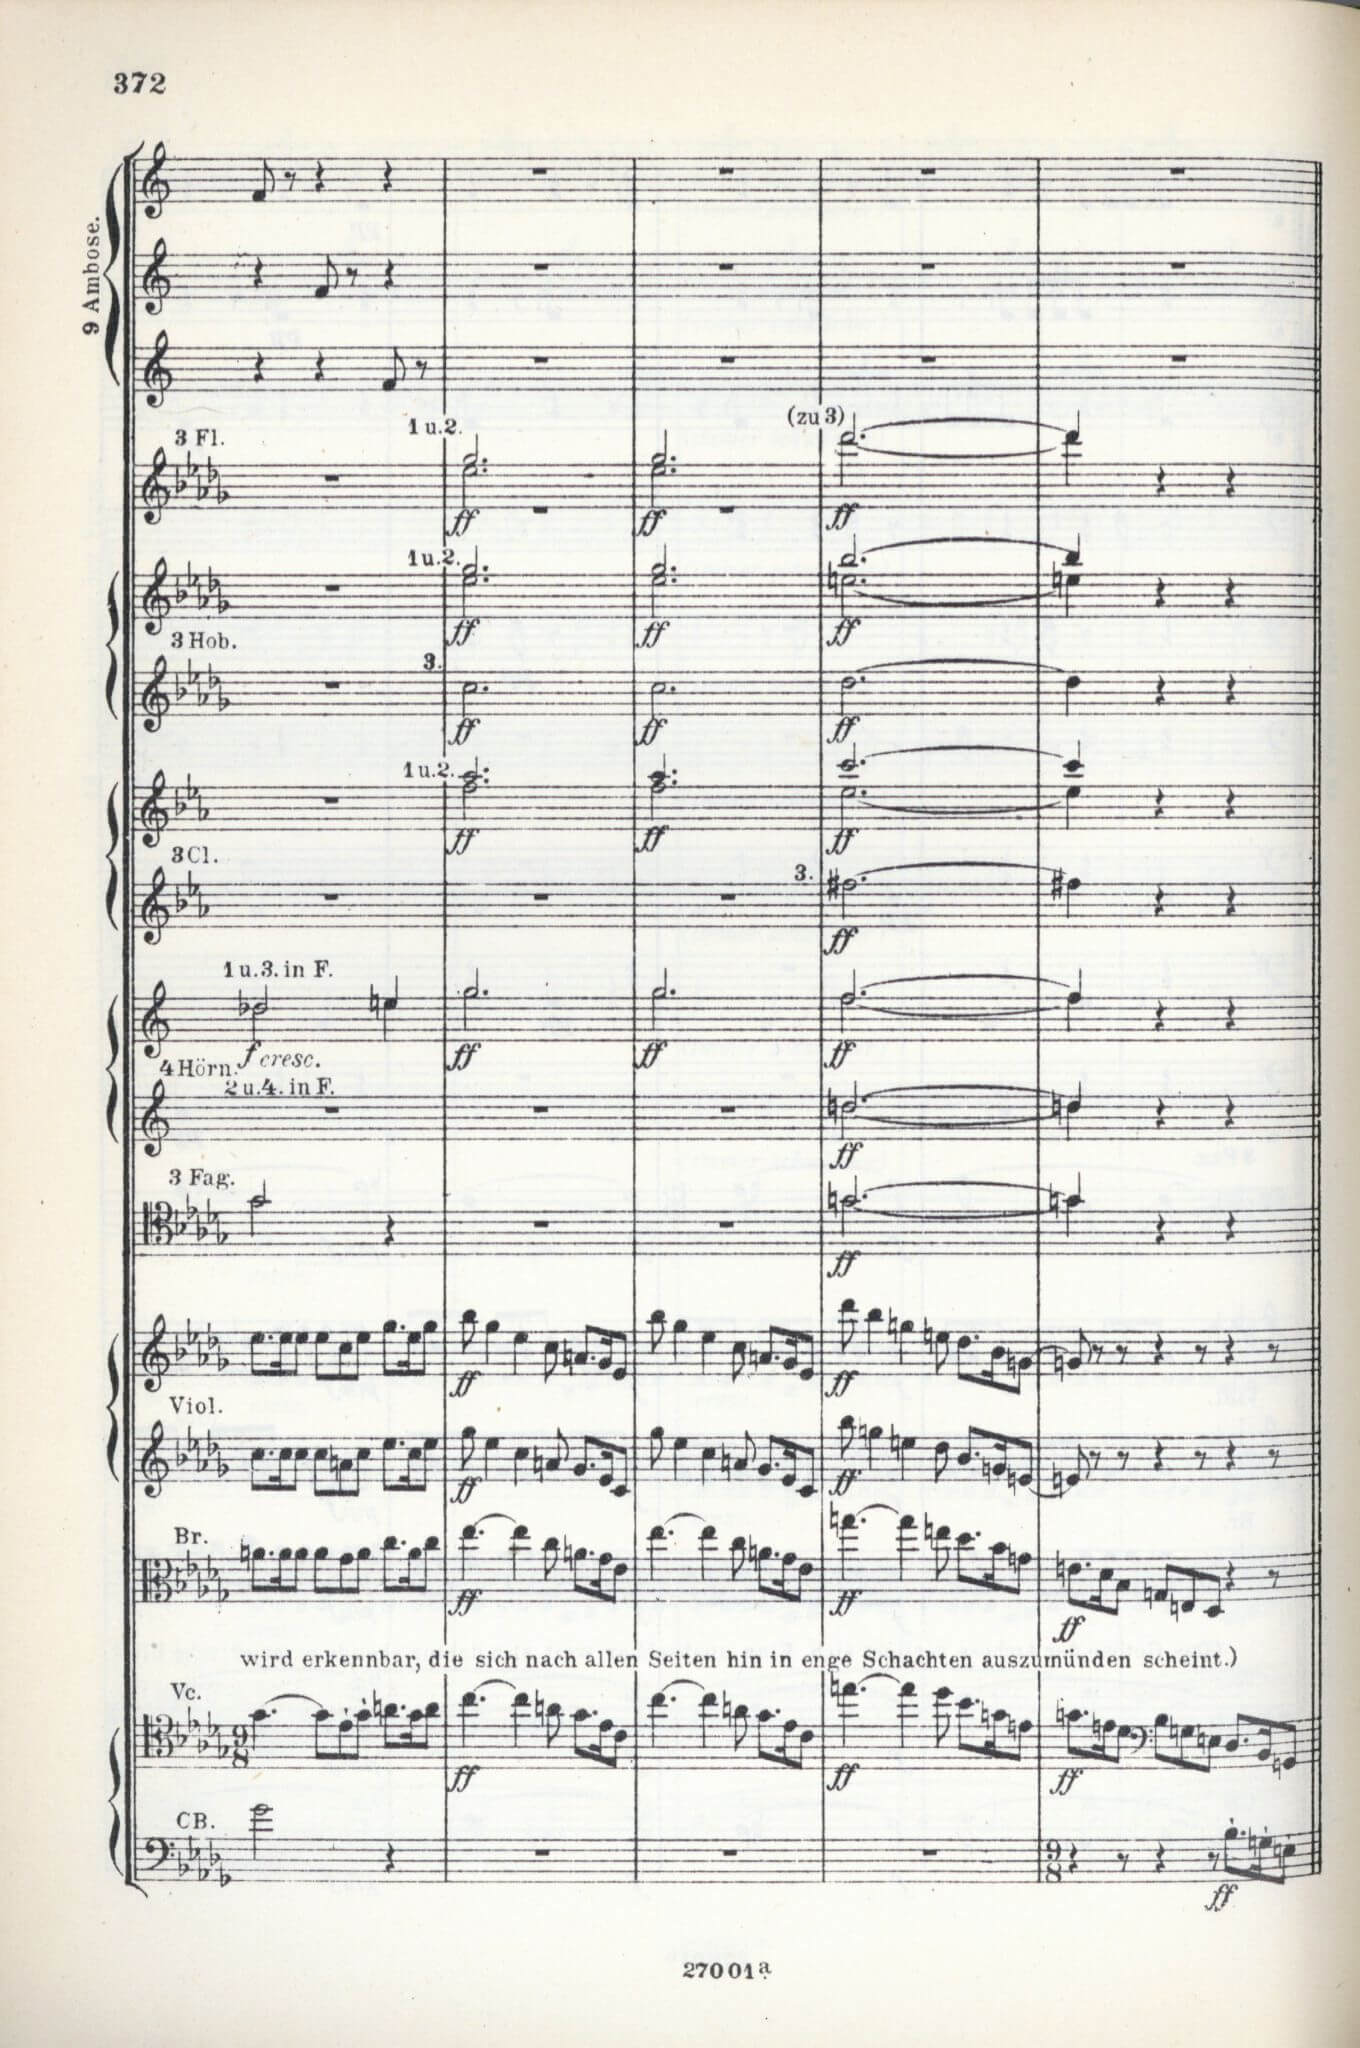 372
9 Ambose.
3 Fl.
1 u. 2.
(zu 3)
ff
ff
ff
1 u. 2.
3 Hob.
ff
ff
ff
3.
ff
ff
ff
1 u. 2.
3 Cl.
ff
ff
ff
3.
ff
1 u. 3. in F.
4 Hörn.
f cresc.
ff
ff
ff
2 u. 4. in F.
ff
3 Fag.
ff
Viol.
ff
ff
ff
ff
Br.
ff
ff
ff
wird erkennbar, die sich nach allen Seiten hin in enge Schachten auszumünden scheint.)
Vc.
9
8
ff
ff
ff
CB.
9
8
ff
27001a.